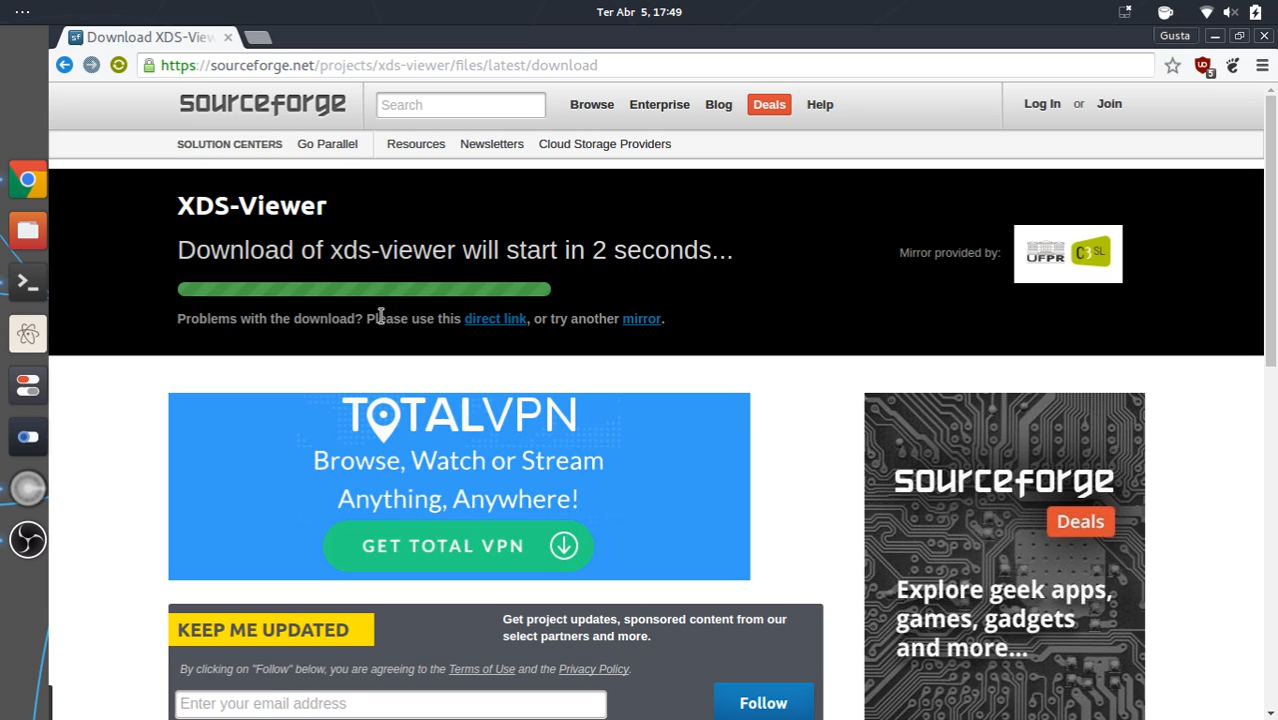 Ter Abr 5, 17:49
Download XDS-View
Gusta
https://sourceforge.net/projects/xds-viewer/files/latest/download
5
sourceforge
Search
Browse Enterprise Blog Deals Help
Log In or Join
SOLUTION CENTERS Go Parallel Resources Newsletters Cloud Storage Providers
XDS-Viewer
Download of xds-viewer will start in 2 seconds...
Mirror provided by:
UFPR
C3 SL
Problems with the download? Please use this direct link, or try another mirror.
TOTALVPN
Browse, Watch or Stream
Anything, Anywhere!
GET TOTAL VPN
sourceforge
Deals
Explore geek apps,
games, gadgets
and more...
KEEP ME UPDATED
Get project updates, sponsored content from our
select partners and more.
By clicking on "Follow" below, you are agreeing to the Terms of Use and the Privacy Policy.
Enter your email address
Follow